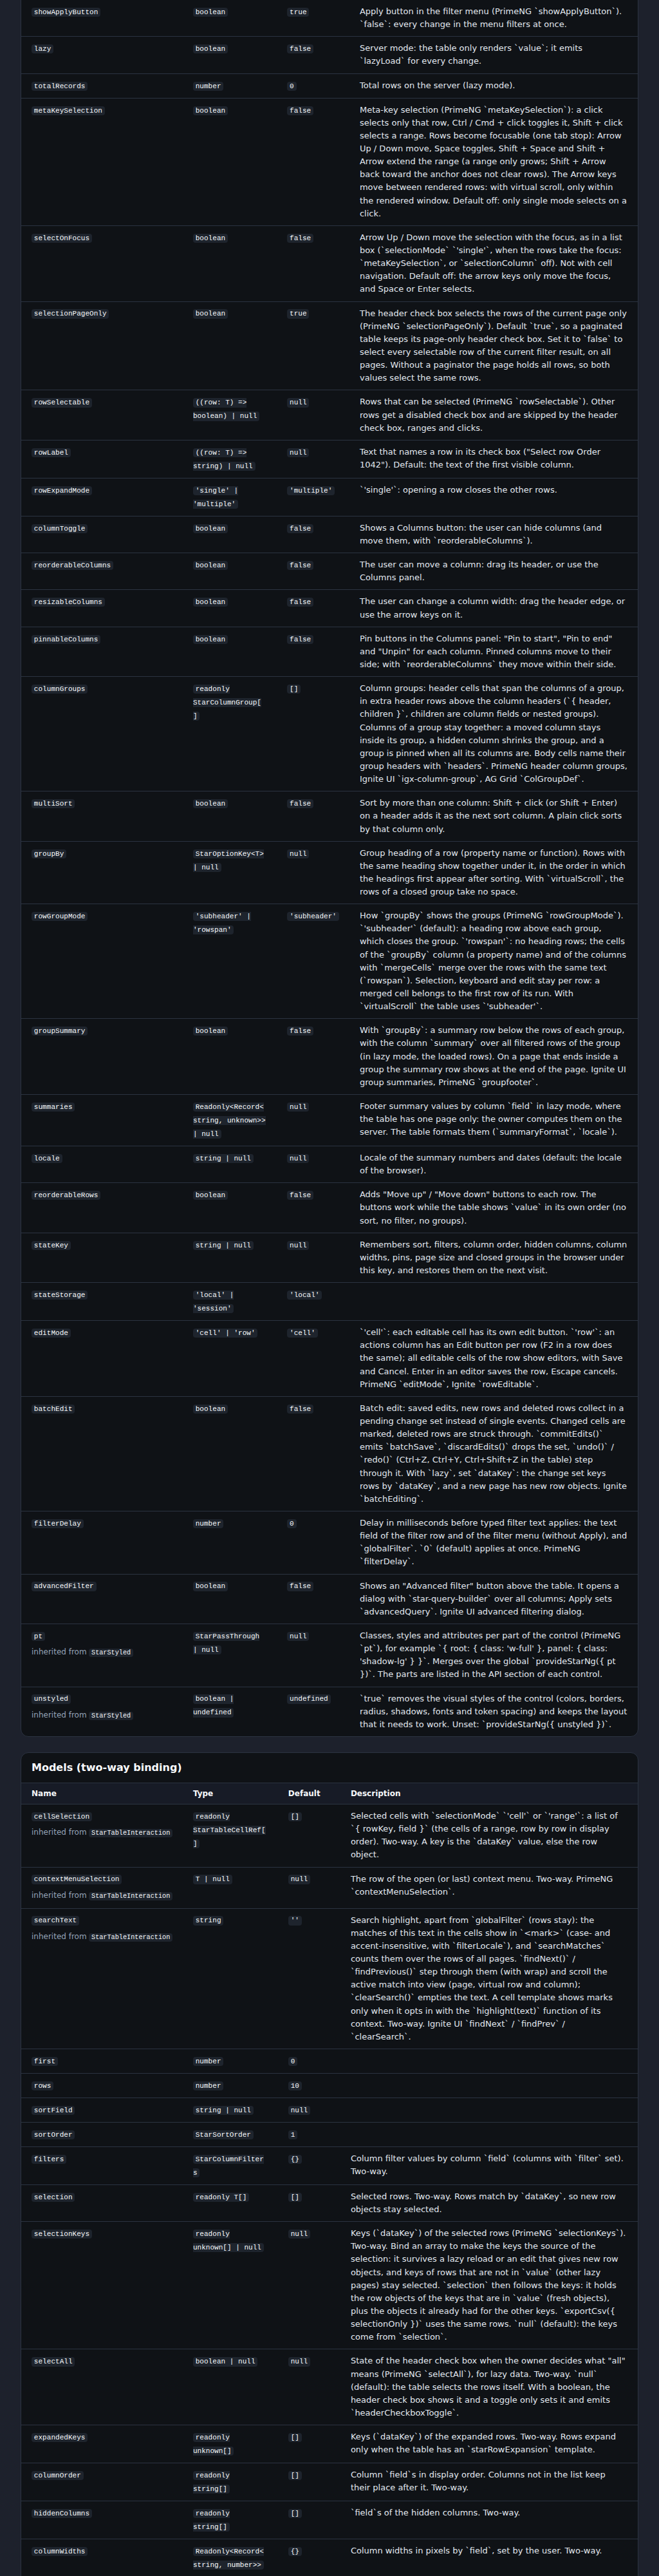 showApplyButton boolean true Apply button in the filter menu (PrimeNG `showApplyButton`).
`false`: every change in the menu filters at once.
lazy boolean false Server mode: the table only renders `value`; it emits
`lazyLoad` for every change.
totalRecords number 0 Total rows on the server (lazy mode).
metaKeySelection boolean false Meta-key selection (PrimeNG `metaKeySelection`): a click
selects only that row, Ctrl / Cmd + click toggles it, Shift + click
selects a range. Rows become focusable (one tab stop): Arrow
Up / Down move, Space toggles, Shift + Space and Shift +
Arrow extend the range (a range only grows; Shift + Arrow
back toward the anchor does not clear rows). The Arrow keys
move between rendered rows: with virtual scroll, only within
the rendered window. Default off: only single mode selects on a
click.
selectOnFocus boolean false Arrow Up / Down move the selection with the focus, as in a list
box (`selectionMode` `'single'`, when the rows take the focus:
`metaKeySelection`, or `selectionColumn` off). Not with cell
navigation. Default off: the arrow keys only move the focus,
and Space or Enter selects.
selectionPageOnly boolean true The header check box selects the rows of the current page only
(PrimeNG `selectionPageOnly`). Default `true`, so a paginated
table keeps its page-only header check box. Set it to `false` to
select every selectable row of the current filter result, on all
pages. Without a paginator the page holds all rows, so both
values select the same rows.
rowSelectable ((row: T) => null Rows that can be selected (PrimeNG `rowSelectable`). Other
boolean) | null rows get a disabled check box and are skipped by the header
check box, ranges and clicks.
rowLabel ((row: T) => null Text that names a row in its check box ("Select row Order
string) | null 1042"). Default: the text of the first visible column.
rowExpandMode 'single' | 'multiple' `'single'`: opening a row closes the other rows.
'multiple'
columnToggle boolean false Shows a Columns button: the user can hide columns (and
move them, with `reorderableColumns`).
reorderableColumns boolean false The user can move a column: drag its header, or use the
Columns panel.
resizableColumns boolean false The user can change a column width: drag the header edge, or
use the arrow keys on it.
pinnableColumns boolean false Pin buttons in the Columns panel: "Pin to start", "Pin to end"
and "Unpin" for each column. Pinned columns move to their
side; with `reorderableColumns` they move within their side.
columnGroups readonly [] Column groups: header cells that span the columns of a group,
StarColumnGroup[ in extra header rows above the column headers (`{ header,
] children }`, children are column fields or nested groups).
Columns of a group stay together: a moved column stays
inside its group, a hidden column shrinks the group, and a
group is pinned when all its columns are. Body cells name their
group headers with `headers`. PrimeNG header column groups,
Ignite UI `igx-column-group`, AG Grid `ColGroupDef`.
multiSort boolean false Sort by more than one column: Shift + click (or Shift + Enter)
on a header adds it as the next sort column. A plain click sorts
by that column only.
groupBy StarOptionKey<T> null Group heading of a row (property name or function). Rows with
| null the same heading show together under it, in the order in which
the headings first appear after sorting. With `virtualScroll`, the
rows of a closed group take no space.
rowGroupMode 'subheader' | 'subheader' How `groupBy` shows the groups (PrimeNG `rowGroupMode`).
'rowspan' `'subheader'` (default): a heading row above each group,
which closes the group. `'rowspan'`: no heading rows; the cells
of the `groupBy` column (a property name) and of the columns
with `mergeCells` merge over the rows with the same text
(`rowspan`). Selection, keyboard and edit stay per row: a
merged cell belongs to the first row of its run. With
`virtualScroll` the table uses `'subheader'`.
groupSummary boolean false With `groupBy`: a summary row below the rows of each group,
with the column `summary` over all filtered rows of the group
(in lazy mode, the loaded rows). On a page that ends inside a
group the summary row shows at the end of the page. Ignite UI
group summaries, PrimeNG `groupfooter`.
summaries Readonly<Record< null Footer summary values by column `field` in lazy mode, where
string, unknown>> the table has one page only: the owner computes them on the
| null server. The table formats them (`summaryFormat`, `locale`).
locale string | null null Locale of the summary numbers and dates (default: the locale
of the browser).
reorderableRows boolean false Adds "Move up" / "Move down" buttons to each row. The
buttons work while the table shows `value` in its own order (no
sort, no filter, no groups).
stateKey string | null null Remembers sort, filters, column order, hidden columns, column
widths, pins, page size and closed groups in the browser under
this key, and restores them on the next visit.
stateStorage 'local' | 'local'
'session'
editMode 'cell' | 'row' 'cell' `'cell'`: each editable cell has its own edit button. `'row'`: an
actions column has an Edit button per row (F2 in a row does
the same); all editable cells of the row show editors, with Save
and Cancel. Enter in an editor saves the row, Escape cancels.
PrimeNG `editMode`, Ignite `rowEditable`.
batchEdit boolean false Batch edit: saved edits, new rows and deleted rows collect in a
pending change set instead of single events. Changed cells are
marked, deleted rows are struck through. `commitEdits()`
emits `batchSave`, `discardEdits()` drops the set, `undo()` /
`redo()` (Ctrl+Z, Ctrl+Y, Ctrl+Shift+Z in the table) step
through it. With `lazy`, set `dataKey`: the change set keys
rows by `dataKey`, and a new page has new row objects. Ignite
`batchEditing`.
filterDelay number 0 Delay in milliseconds before typed filter text applies: the text
field of the filter row and of the filter menu (without Apply), and
`globalFilter`. `0` (default) applies at once. PrimeNG
`filterDelay`.
advancedFilter boolean false Shows an "Advanced filter" button above the table. It opens a
dialog with `star-query-builder` over all columns; Apply sets
`advancedQuery`. Ignite UI advanced filtering dialog.
pt StarPassThrough null Classes, styles and attributes per part of the control (PrimeNG
inherited from StarStyled | null `pt`), for example `{ root: { class: 'w-full' }, panel: { class:
'shadow-lg' } }`. Merges over the global `provideStarNg({ pt
})`. The parts are listed in the API section of each control.
unstyled boolean | undefined `true` removes the visual styles of the control (colors, borders,
inherited from StarStyled undefined radius, shadows, fonts and token spacing) and keeps the layout
that it needs to work. Unset: `provideStarNg({ unstyled })`.
Models (two-way binding)
Name Type Default Description
cellSelection readonly [] Selected cells with `selectionMode` `'cell'` or `'range'`: a list of
inherited from StarTableInteraction StarTableCellRef[ `{ rowKey, field }` (the cells of a range, row by row in display
] order). Two-way. A key is the `dataKey` value, else the row
object.
contextMenuSelection T | null null The row of the open (or last) context menu. Two-way. PrimeNG
inherited from StarTableInteraction `contextMenuSelection`.
searchText string '' Search highlight, apart from `globalFilter` (rows stay): the
inherited from StarTableInteraction matches of this text in the cells show in `<mark>` (case- and
accent-insensitive, with `filterLocale`), and `searchMatches`
counts them over the rows of all pages. `findNext()` /
`findPrevious()` step through them (with wrap) and scroll the
active match into view (page, virtual row and column);
`clearSearch()` empties the text. A cell template shows marks
only when it opts in with the `highlight(text)` function of its
context. Two-way. Ignite UI `findNext` / `findPrev` /
`clearSearch`.
first number 0
rows number 10
sortField string | null null
sortOrder StarSortOrder 1
filters StarColumnFilter {} Column filter values by column `field` (columns with `filter` set).
s Two-way.
selection readonly T[] [] Selected rows. Two-way. Rows match by `dataKey`, so new row
objects stay selected.
selectionKeys readonly null Keys (`dataKey`) of the selected rows (PrimeNG `selectionKeys`).
unknown[] | null Two-way. Bind an array to make the keys the source of the
selection: it survives a lazy reload or an edit that gives new row
objects, and keys of rows that are not in `value` (other lazy
pages) stay selected. `selection` then follows the keys: it holds
the row objects of the keys that are in `value` (fresh objects),
plus the objects it already had for the other keys. `exportCsv({
selectionOnly })` uses the same rows. `null` (default): the keys
come from `selection`.
selectAll boolean | null null State of the header check box when the owner decides what "all"
means (PrimeNG `selectAll`), for lazy data. Two-way. `null`
(default): the table selects the rows itself. With a boolean, the
header check box shows it and a toggle only sets it and emits
`headerCheckboxToggle`.
expandedKeys readonly [] Keys (`dataKey`) of the expanded rows. Two-way. Rows expand
unknown[] only when the table has an `starRowExpansion` template.
columnOrder readonly [] Column `field`s in display order. Columns not in the list keep
string[] their place after it. Two-way.
hiddenColumns readonly [] `field`s of the hidden columns. Two-way.
string[]
columnWidths Readonly<Record< {} Column widths in pixels by `field`, set by the user. Two-way.
string, number>>